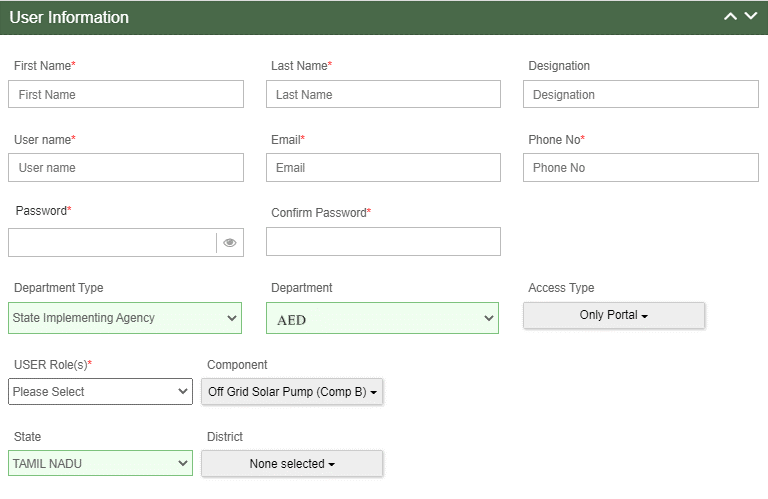 User Information
First Name* Last Name* Designation
First Name Last Name Designation
User name* Email* Phone No*
User name Email Phone No
Password* Confirm Password*
Department Type Department Access Type
State Implementing Agency AED Only Portal
USER Role(s)* Component
Please Select Off Grid Solar Pump (Comp B)
State District
TAMIL NADU None selected